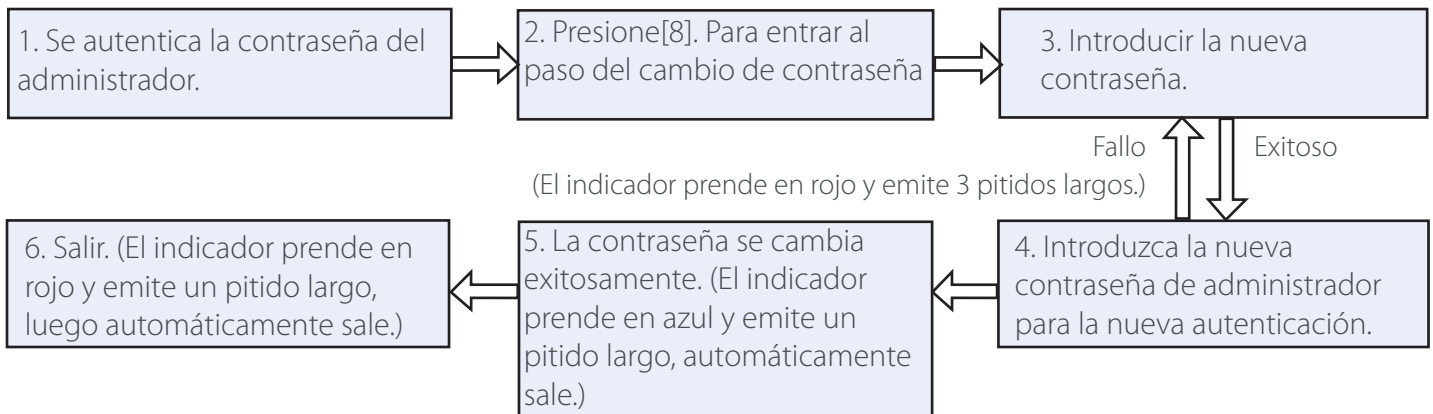 1. Se autentica la contraseña del
administrador.
2. Presione[8]. Para entrar al
paso del cambio de contraseña
3. Introducir la nueva
contraseña.
Fallo
Exitoso
(El indicador prende en rojo y emite 3 pitidos largos.)
4. Introduzca la nueva
contraseña de administrador
para la nueva autenticación.
5. La contraseña se cambia
exitosamente. (El indicador
prende en azul y emite un
pitido largo, automáticamente
sale.)
6. Salir. (El indicador prende en
rojo y emite un pitido largo,
luego automáticamente sale.)